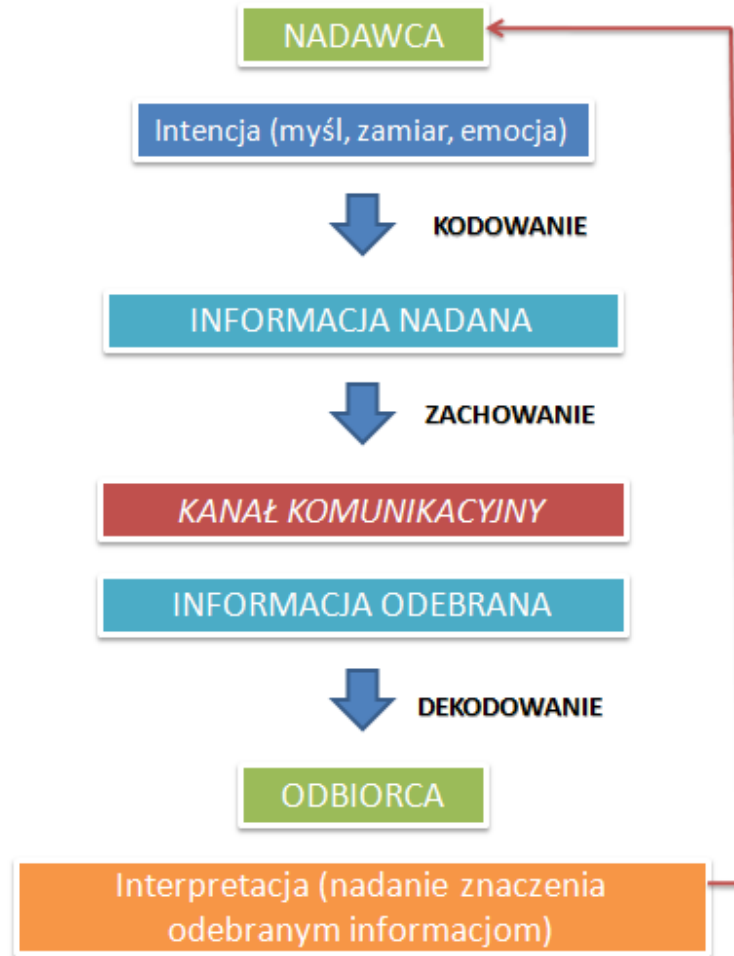 NADAWCA
Intencja (myśl, zamiar, emocja)
KODOWANIE
INFORMACJA NADANA
ZACHOWANIE
KANAŁ KOMUNIKACYJNY
INFORMACJA ODEBRANA
DEKODOWANIE
ODBIORCA
Interpretacja (nadanie znaczenia
odebranym informacjom)